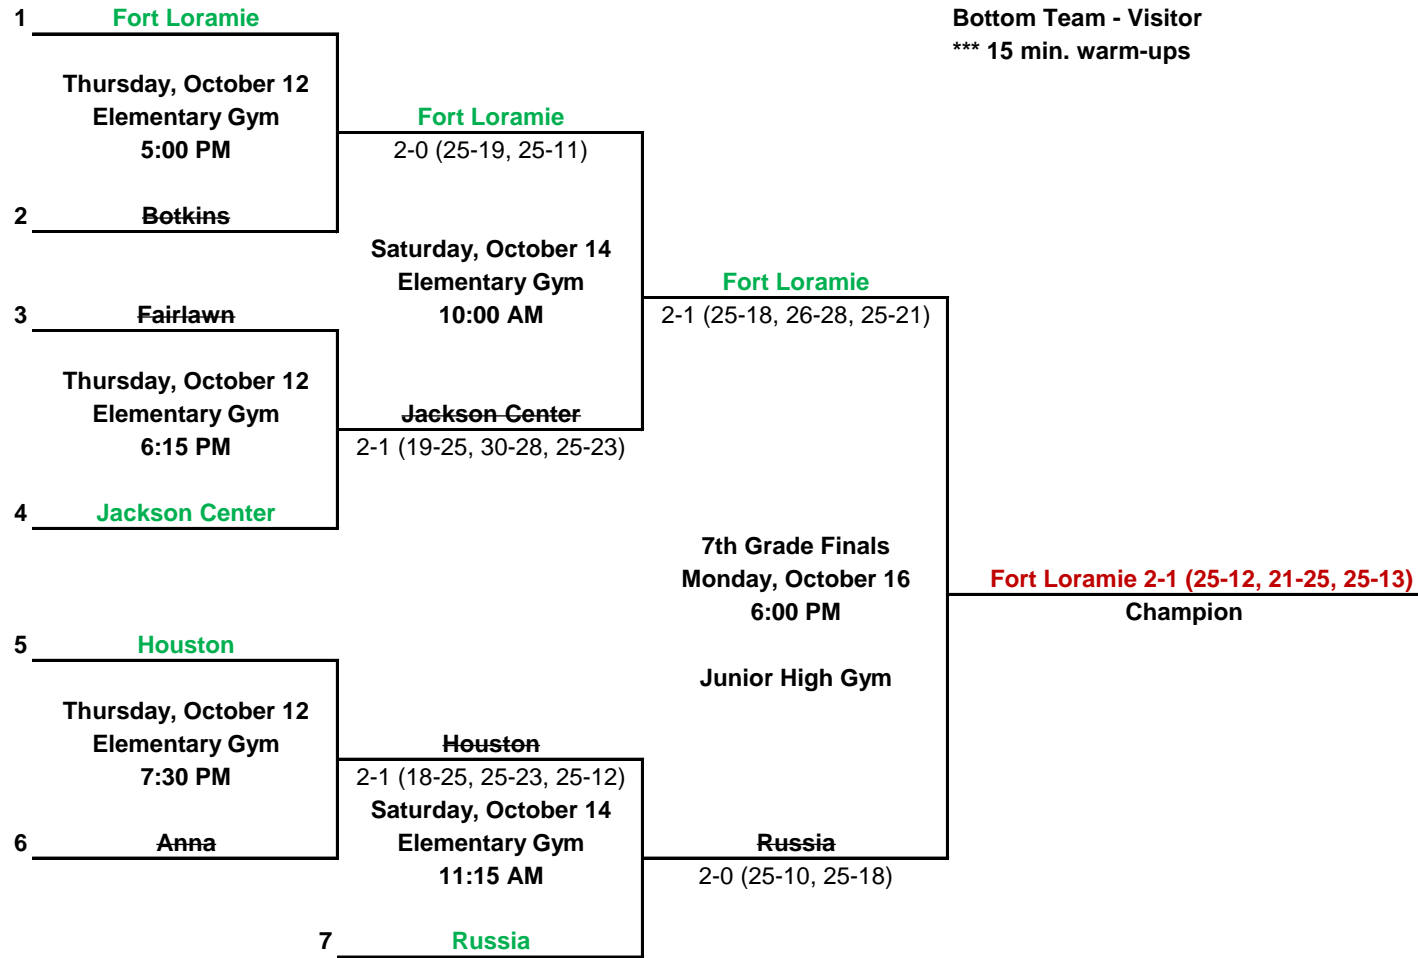 1 Fort Loramie
Bottom Team - Visitor
*** 15 min. warm-ups
Thursday, October 12
Elementary Gym
5:00 PM
Fort Loramie
2-0 (25-19, 25-11)
2 Botkins
Saturday, October 14
Elementary Gym
10:00 AM
Fort Loramie
2-1 (25-18, 26-28, 25-21)
3 Fairlawn
Thursday, October 12
Elementary Gym
6:15 PM
Jackson Center
2-1 (19-25, 30-28, 25-23)
4 Jackson Center
7th Grade Finals
Monday, October 16
6:00 PM
Junior High Gym
Fort Loramie 2-1 (25-12, 21-25, 25-13)
Champion
5 Houston
Thursday, October 12
Elementary Gym
7:30 PM
Houston
2-1 (18-25, 25-23, 25-12)
Saturday, October 14
Elementary Gym
11:15 AM
6 Anna
Russia
2-0 (25-10, 25-18)
7 Russia